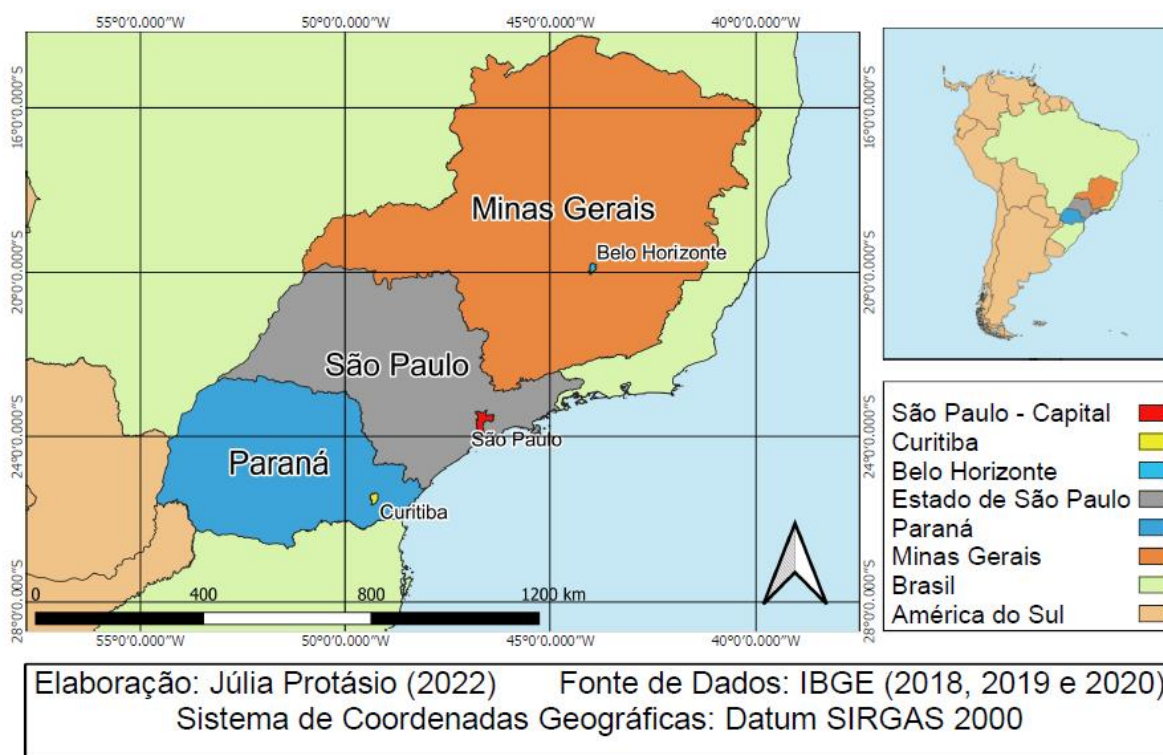 55°0'0.000"W 50°0'0.000"W 45°0'0.000"W 40°0'0.000"W
16°0'0.000"S
16°0'0.000"S
Minas Gerais
Belo Horizonte
20°0'0.000"S
20°0'0.000"S
São Paulo
São Paulo
24°0'0.000"S
24°0'0.000"S
Paraná
Curitiba
0 400 800 1200 km
28°0'0.000"S
28°0'0.000"S
55°0'0.000"W 50°0'0.000"W 45°0'0.000"W 40°0'0.000"W
São Paulo - Capital
Curitiba
Belo Horizonte
Estado de São Paulo
Paraná
Minas Gerais
Brasil
América do Sul
Elaboração: Júlia Protásio (2022) Fonte de Dados: IBGE (2018, 2019 e 2020)
Sistema de Coordenadas Geográficas: Datum SIRGAS 2000